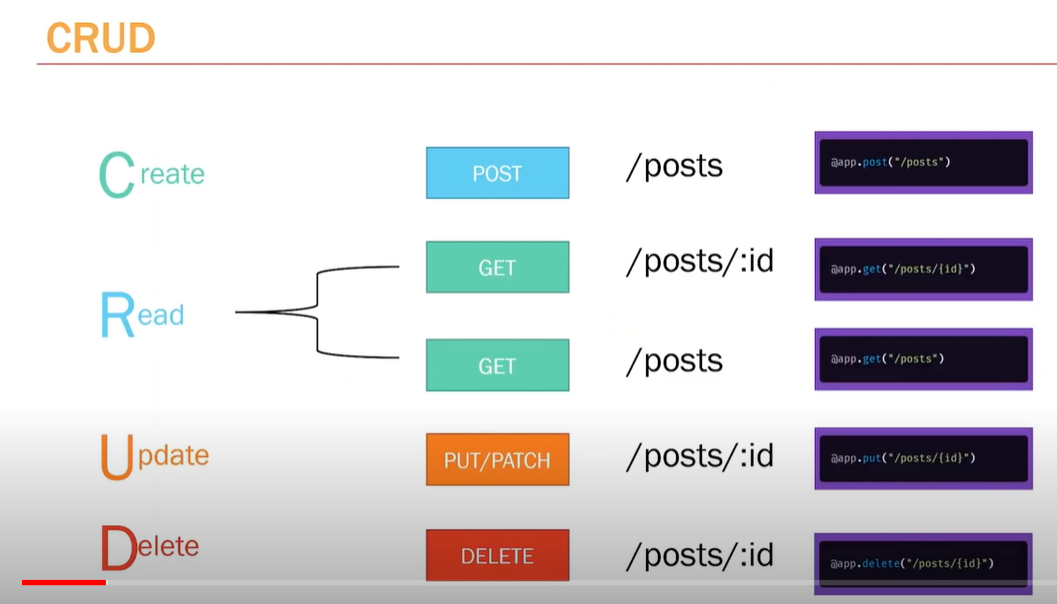 CRUD
Create POST /posts @app.post("/posts")
GET /posts/:id @app.get("/posts/{id}")
Read
GET /posts @app.get("/posts")
Update PUT/PATCH /posts/:id @app.put("/posts/{id}")
Delete DELETE /posts/:id @app.delete("/posts/{id}")